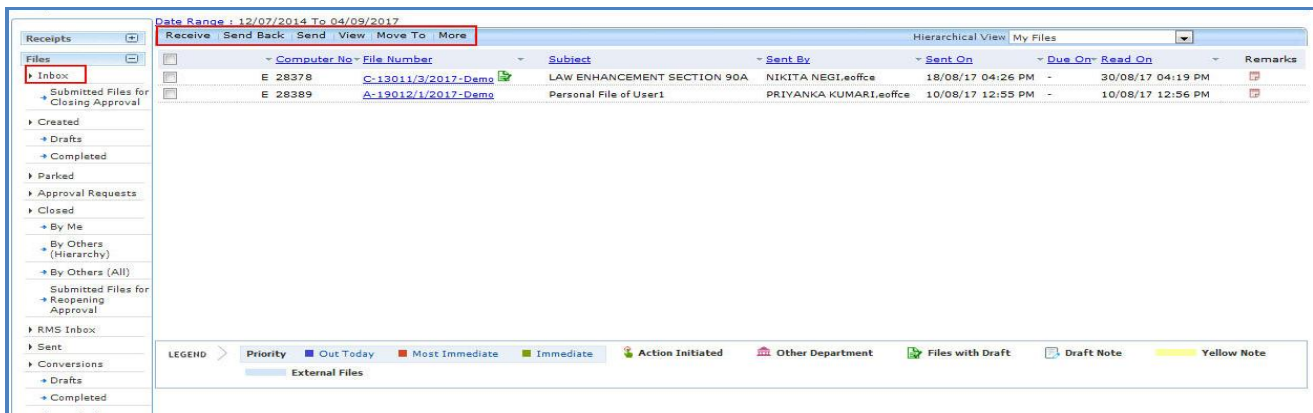 Date Range : 12/07/2014 To 04/09/2017
Receive Send Back Send View Move To More Hierarchical View My Files
Computer No File Number Subject Sent By Sent On Due On Read On Remarks
E 28378 C-13011/3/2017-Demo LAW ENHANCEMENT SECTION 90A NIKITA NEGI,eoffce 18/08/17 04:26 PM - 30/08/17 04:19 PM
E 28389 A-19012/1/2017-Demo Personal File of User1 PRIYANKA KUMARI,eoffce 10/08/17 12:55 PM - 10/08/17 12:56 PM
Receipts
Files
Inbox
Submitted Files for
Closing Approval
Created
Drafts
Completed
Parked
Approval Requests
Closed
By Me
By Others
(Hierarchy)
By Others (All)
Submitted Files for
Reopening
Approval
RMS Inbox
Sent
Conversions
Drafts
Completed
LEGEND Priority Out Today Most Immediate Immediate Action Initiated Other Department Files with Draft Draft Note Yellow Note
External Files